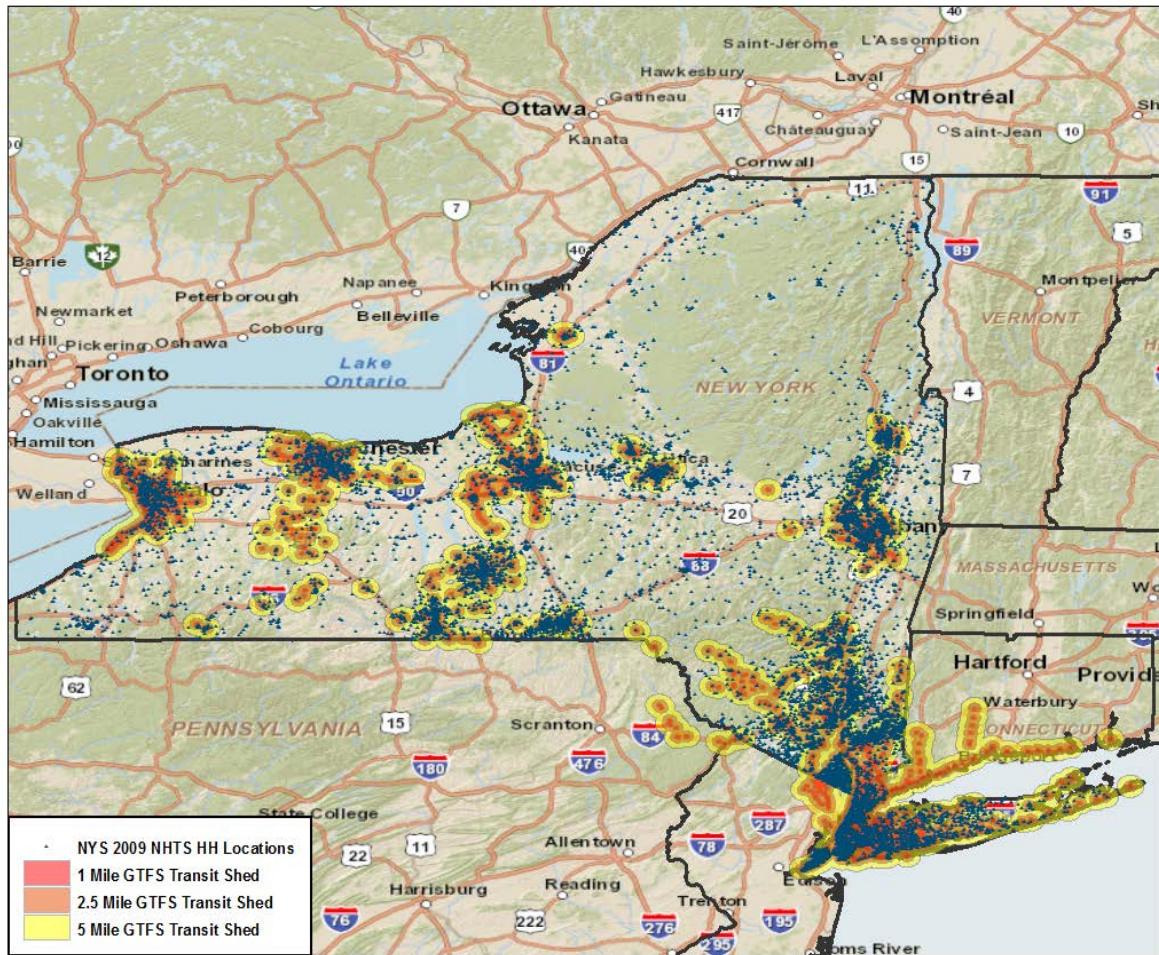 40
Saint-Jérôme
L'Assomption
Hawkesbury
Laval
Ottawa
Gatineau
417
Montréal
Kanata
Châteauguay
Saint-Jean
10
Cornwall
15
11
7
91
40
89
5
12
Barrie
Napanee
Montpelier
Peterborough
Belleville
VERMONT
Newmarket
Cobourg
Pickering
Oshawa
Lake
Ontario
81
Toronto
NEW YORK
4
Mississauga
Oakville
Hamilton
Welland
90
20
7
88
MASSACHUSETTS
Springfield
Hartford
Waterbury
62
PENNSYLVANIA
15
Scranton
84
180
476
State College
287
22
11
Allentown
78
Reading
Harrisburg
76
222
276
195
295
NYS 2009 NHTS HH Locations
1 Mile GTFS Transit Shed
2.5 Mile GTFS Transit Shed
5 Mile GTFS Transit Shed